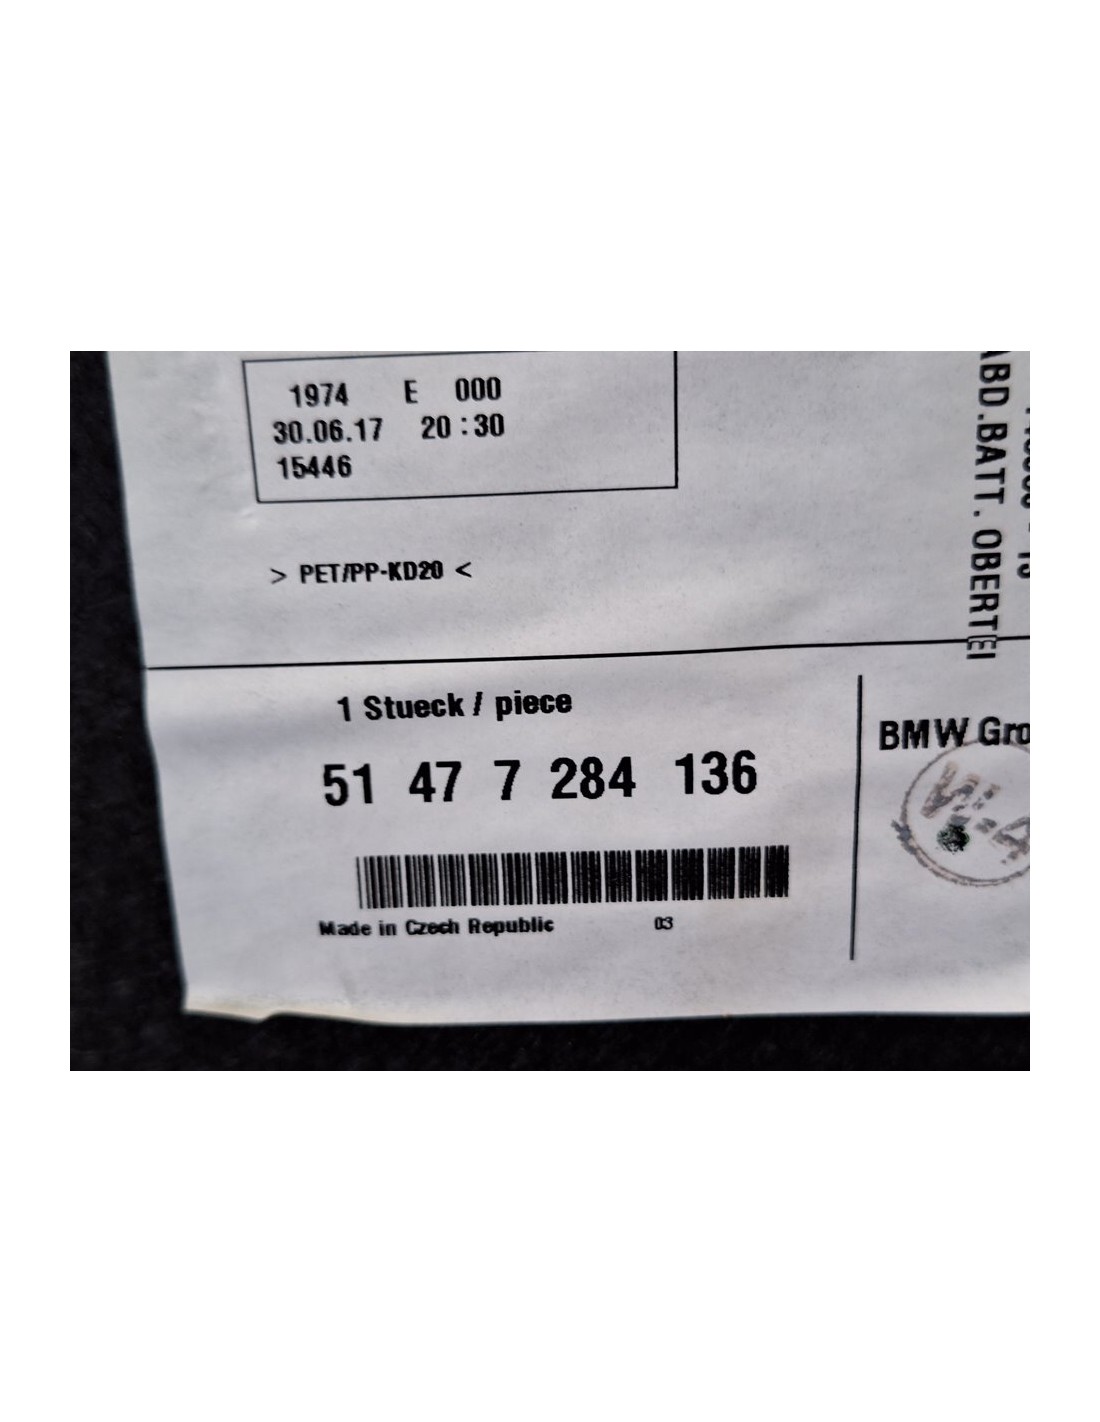 1974 E 000
30.06.17 20:30
15446
> PET/PP-KD20 <
ABD.BATT. OBERTEI
1 Stueck / piece
51 47 7 284 136
BMW Gro
Made in Czech Republic 03